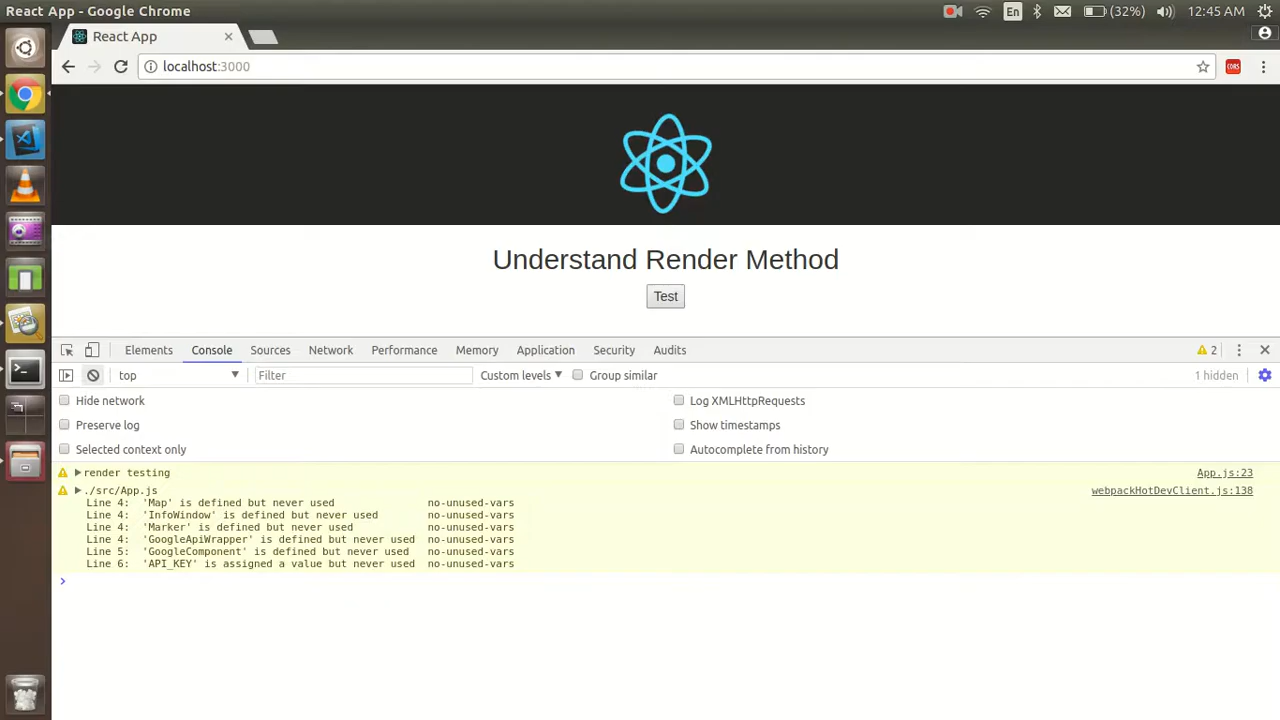 React App - Google Chrome
En
(32%)
12:45 AM
React App
localhost:3000
CORS
Understand Render Method
Test
Elements Console Sources Network Performance Memory Application Security Audits 2
top Filter Custom levels Group similar 1 hidden
Hide network Log XMLHttpRequests
Preserve log Show timestamps
Selected context only Autocomplete from history
render testing App.js:23
./src/App.js webpackHotDevClient.js:138
Line 4: 'Map' is defined but never used no-unused-vars
Line 4: 'InfoWindow' is defined but never used no-unused-vars
Line 4: 'Marker' is defined but never used no-unused-vars
Line 4: 'GoogleApiWrapper' is defined but never used no-unused-vars
Line 5: 'GoogleComponent' is defined but never used no-unused-vars
Line 6: 'API_KEY' is assigned a value but never used no-unused-vars